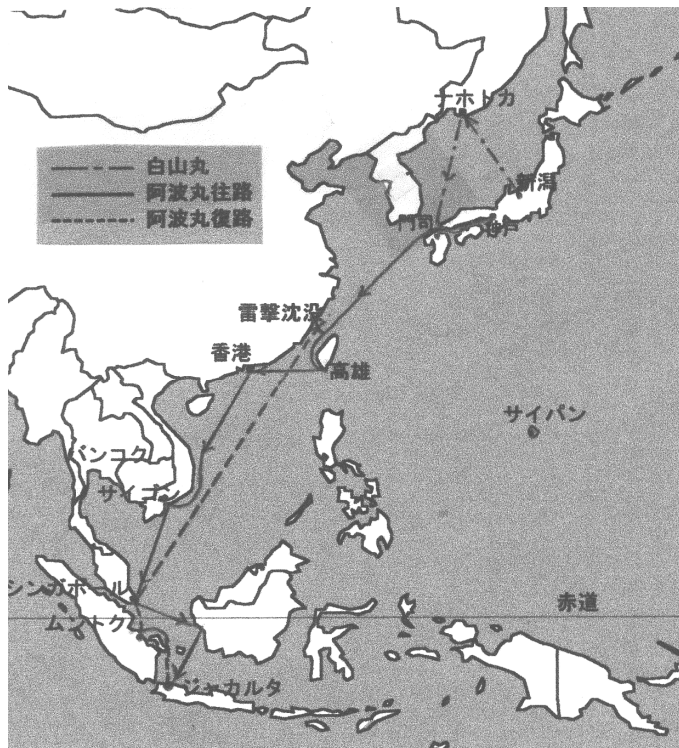 ナホトカ
白山丸
阿波丸往路
阿波丸復路
新潟
門司
神戸
雷撃沈没
香港
高雄
サイパン
バンコク
サイゴン
シンガポール
赤道
ムントク
ジャカルタ